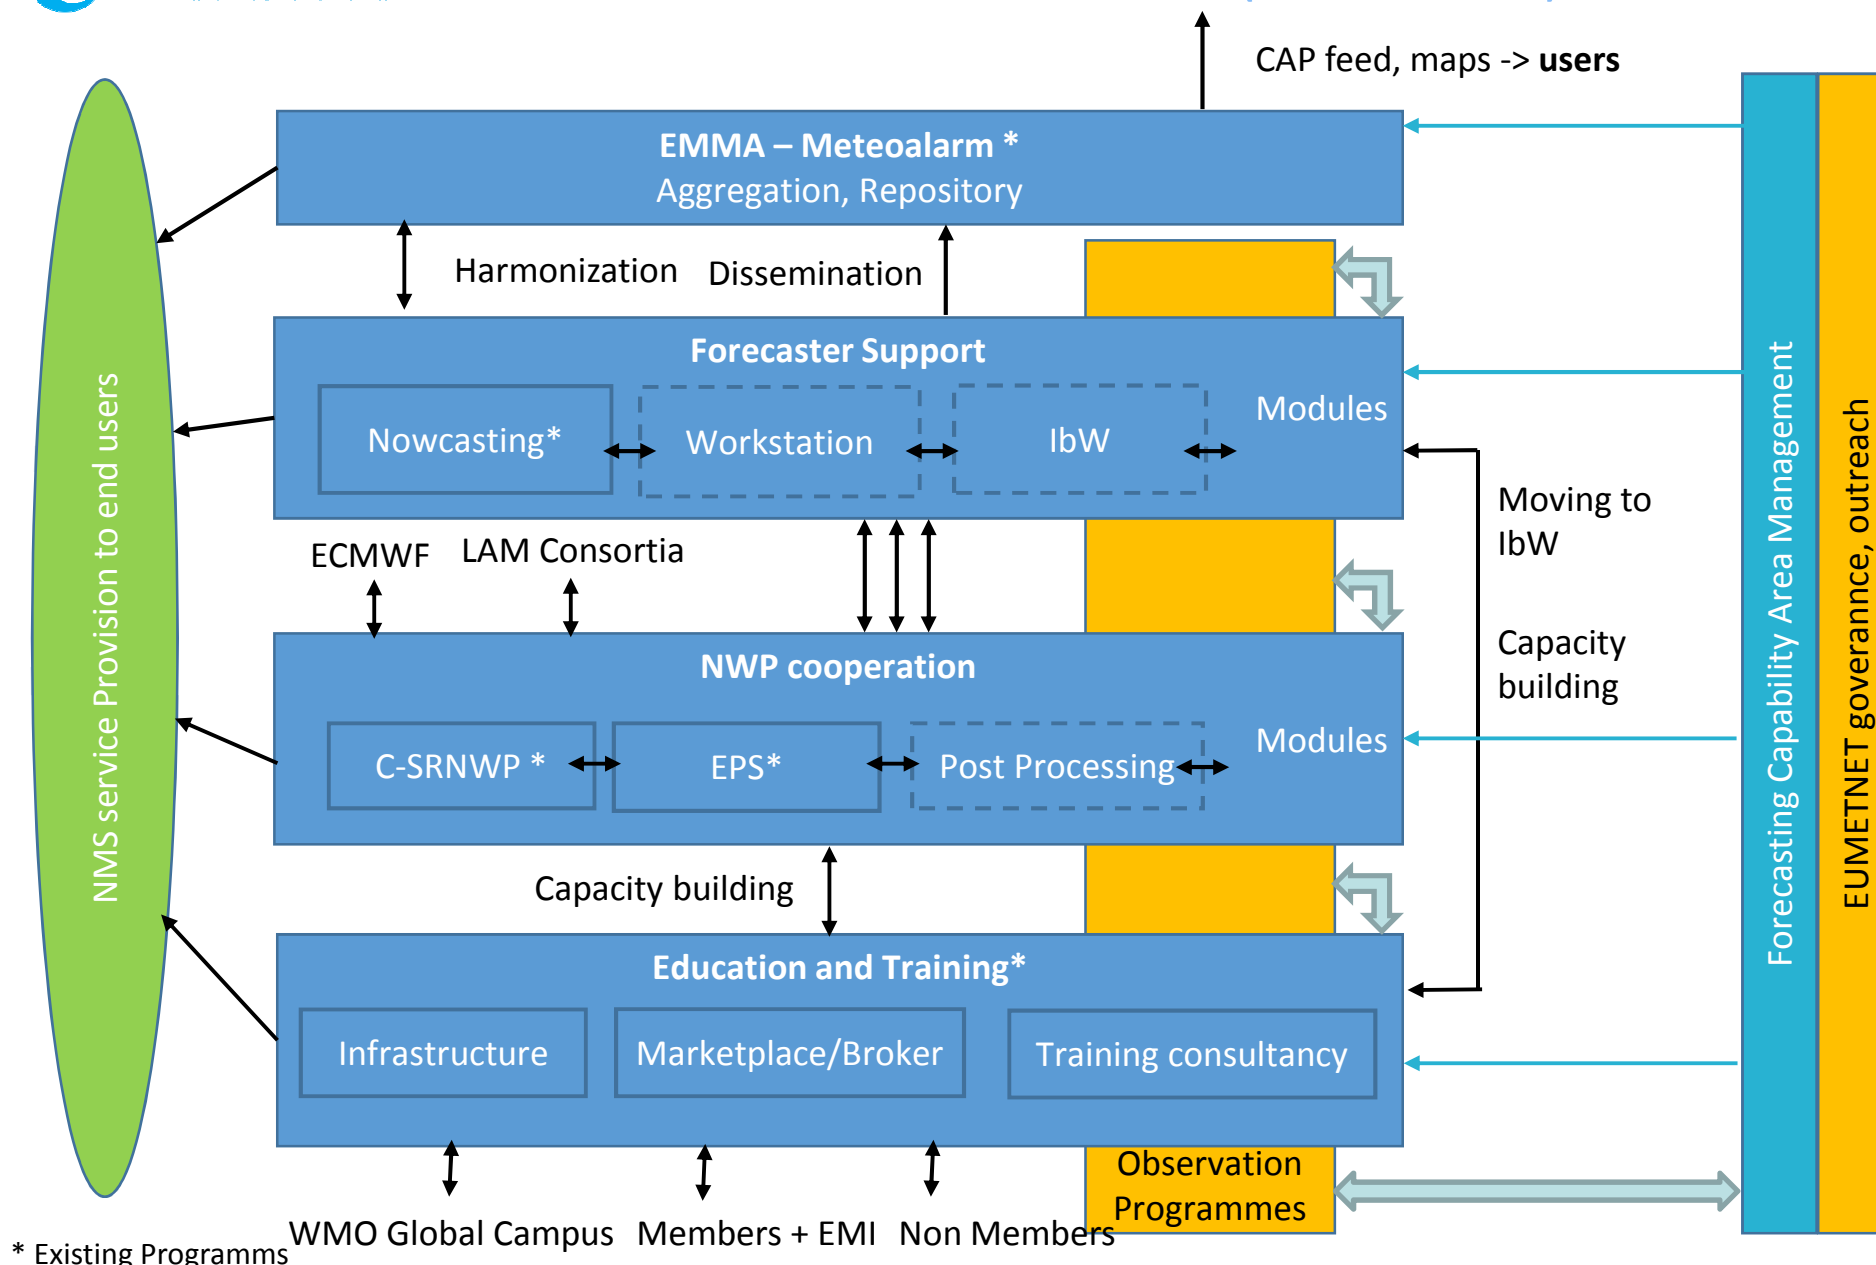 CAP feed, maps -> users
EMMA – Meteoalarm *
Aggregation, Repository
Harmonization
Dissemination
Forecaster Support
Nowcasting*
Workstation
IbW
Modules
ECMWF
LAM Consortia
Moving to
IbW
Capacity
building
NWP cooperation
C-SRNWP *
EPS*
Post Processing
Modules
Capacity building
Education and Training*
Infrastructure
Marketplace/Broker
Training consultancy
Observation
Programmes
WMO Global Campus
Members + EMI
Non Members
* Existing Programms
NMS service Provision to end users
Forecasting Capability Area Management
EUMETNET goverannce, outreach